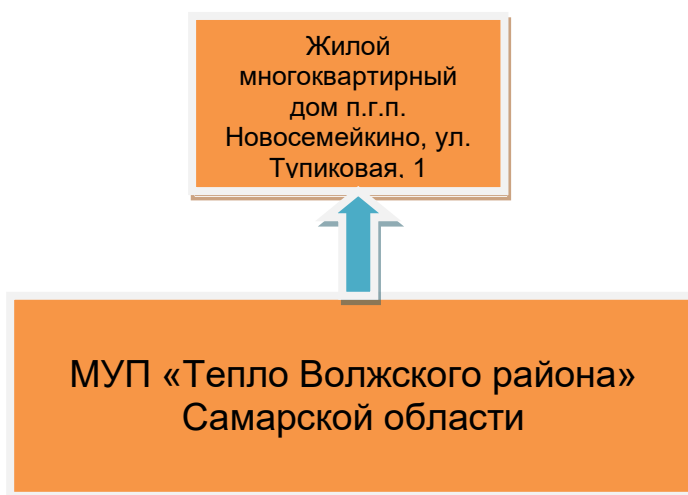 Жилой
многоквартирный
дом п.г.п.
Новосемейкино, ул.
Тупиковая, 1
МУП «Тепло Волжского района»
Самарской области